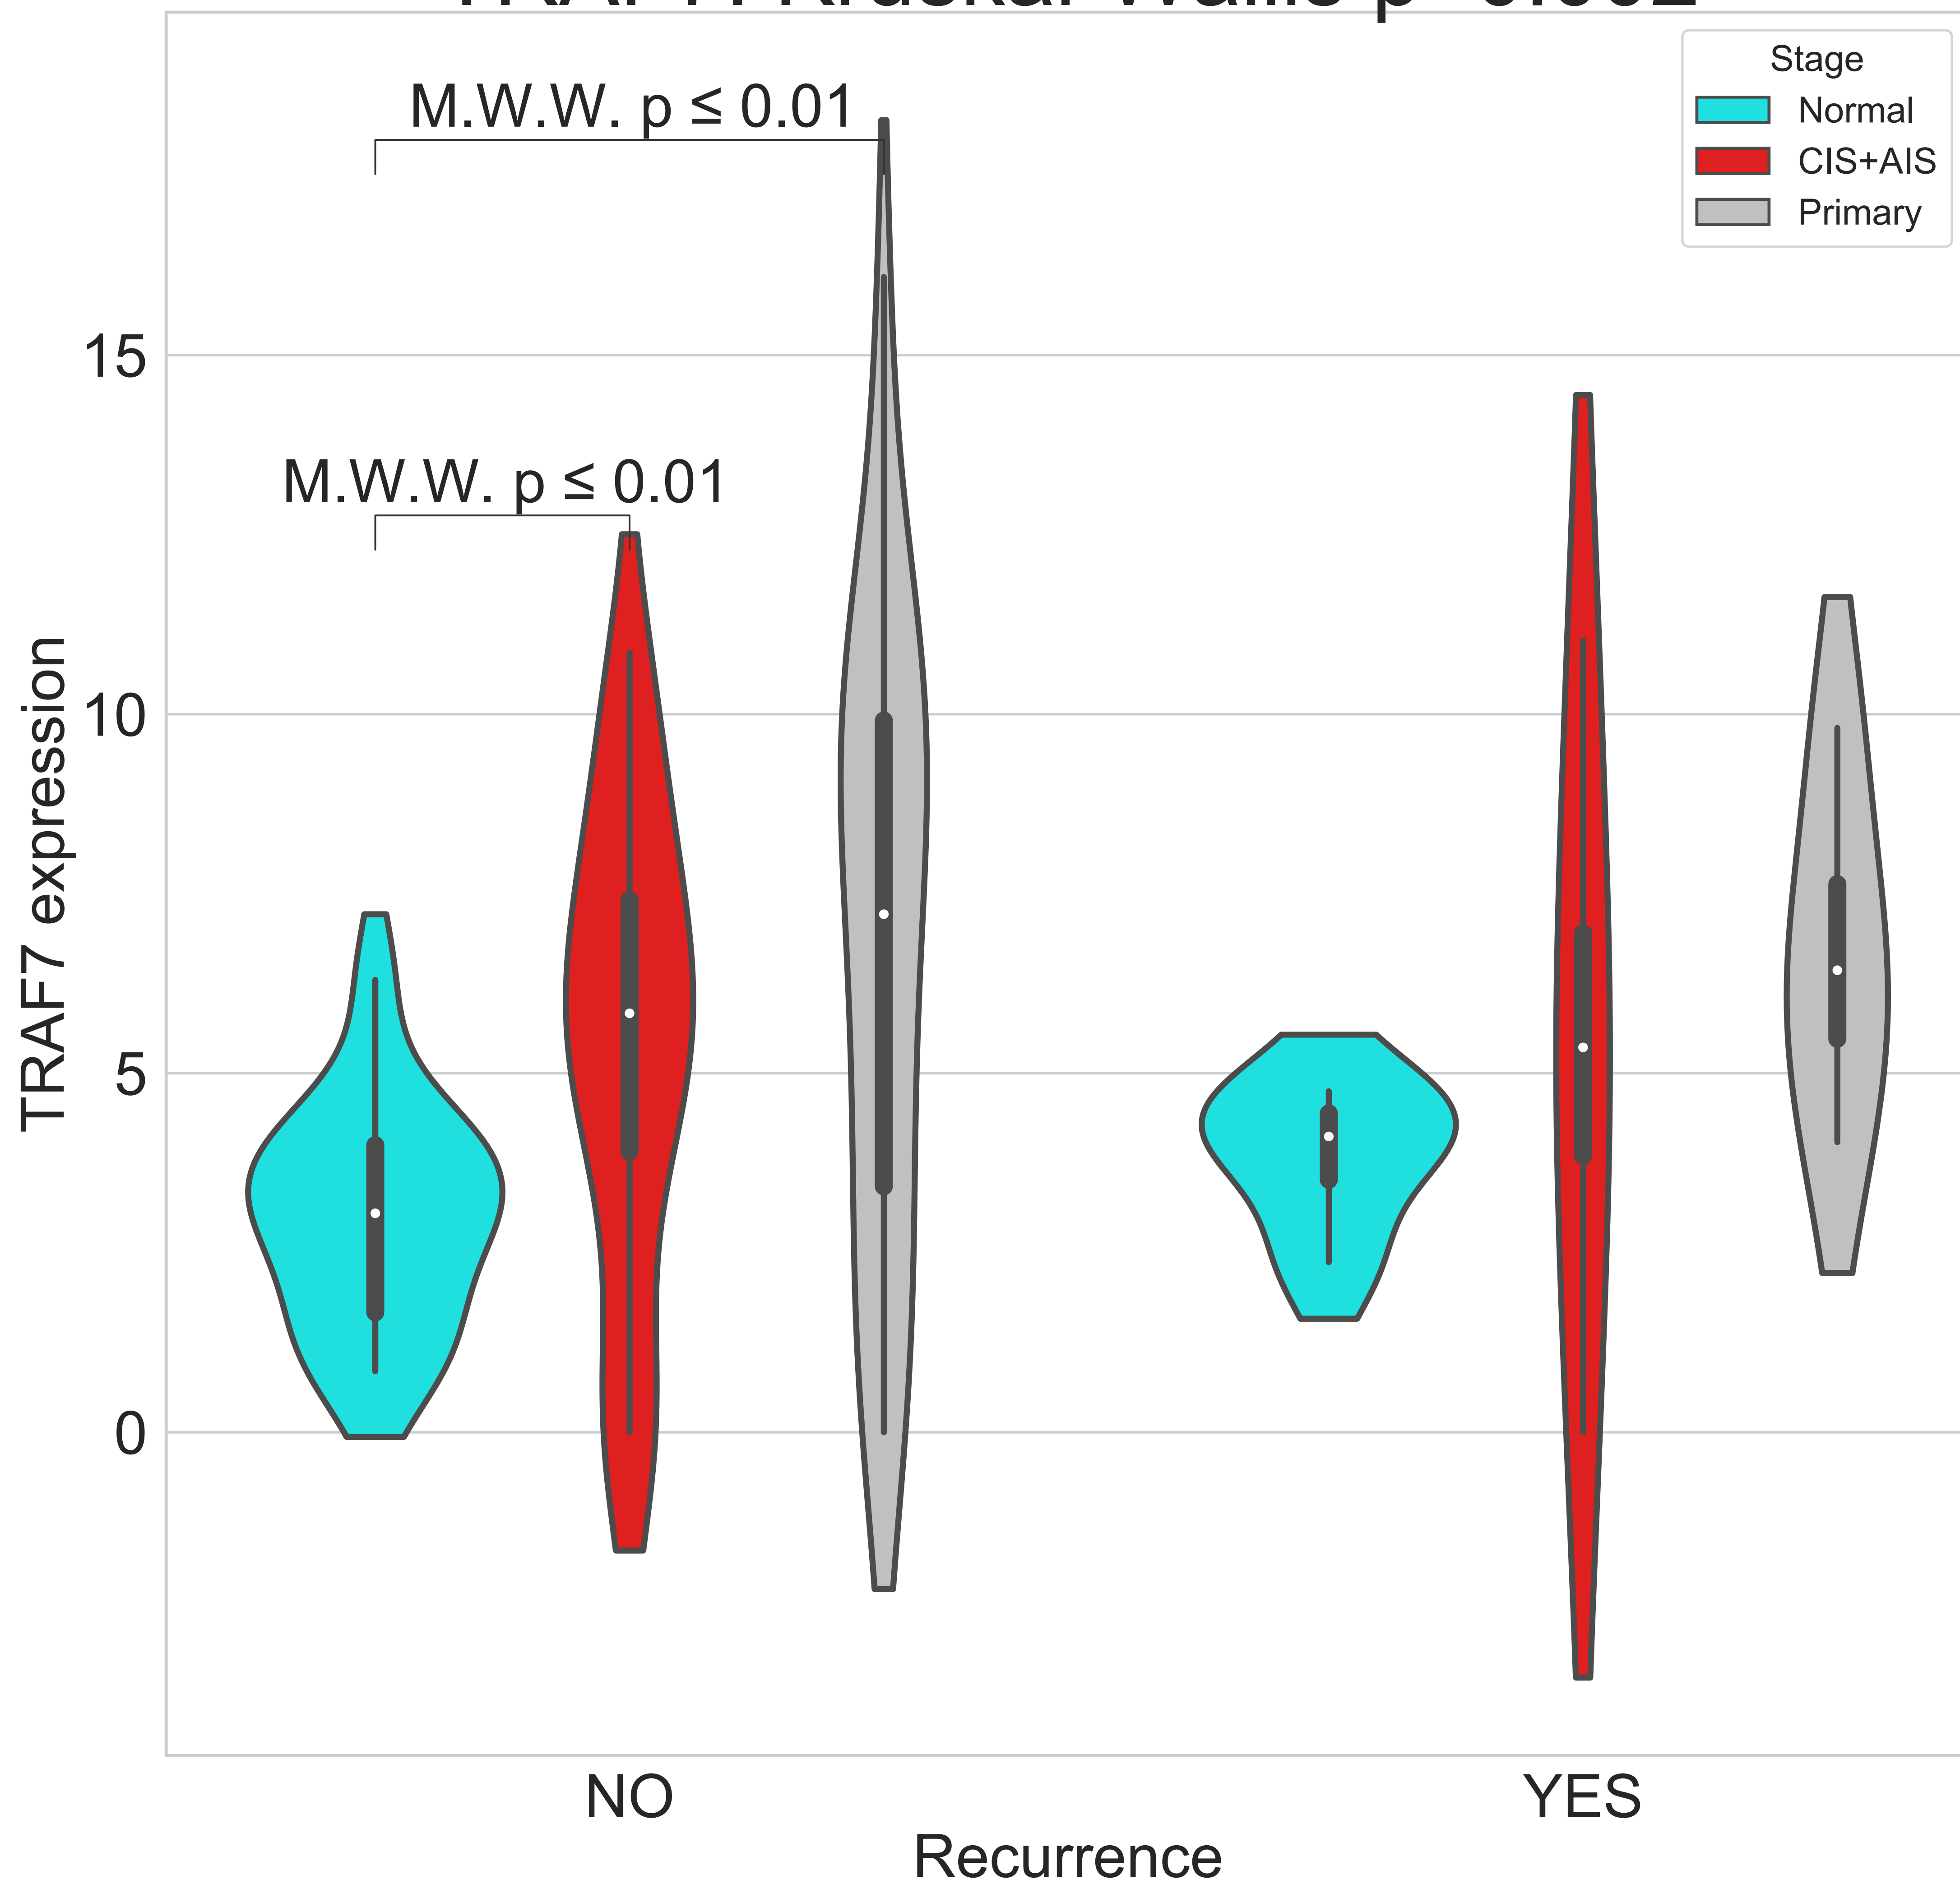 M.W.W. p ≤ 0.01
M.W.W. p ≤ 0.01
Stage
Normal
CIS+AIS
Primary
15
10
5
0
TRAF7 expression
NO
YES
Recurrence